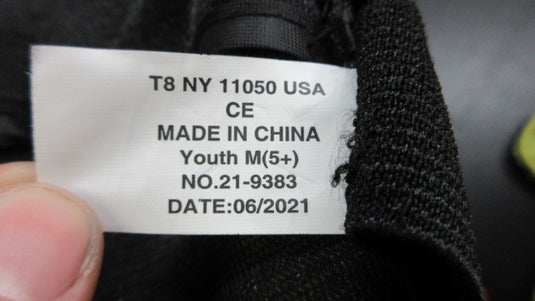 T8 NY 11050 USA
CE
MADE IN CHINA
Youth M(5+)
NO.21-9383
DATE:06/2021